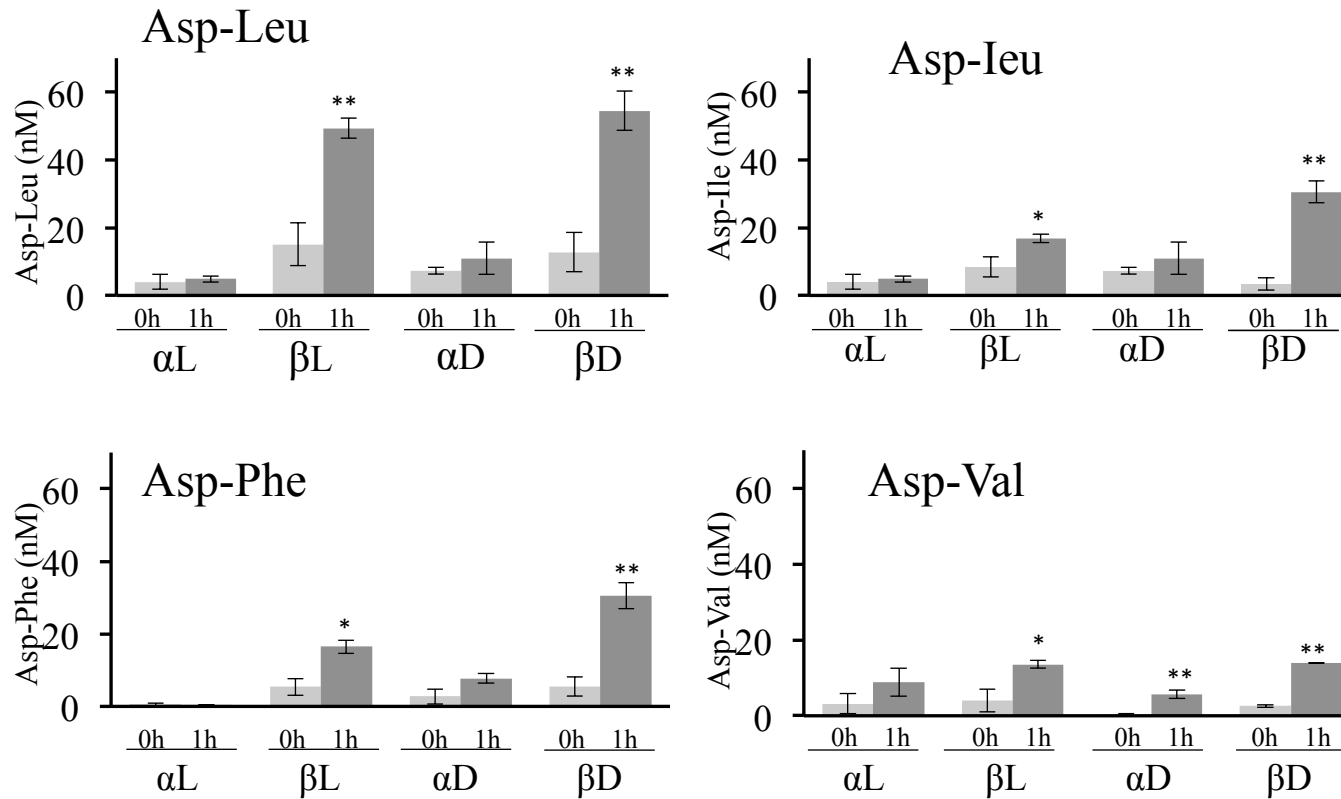 Asp-Leu
Asp-Leu (nM)
60
40
20
0
**
**
0h 1h 0h 1h 0h 1h 0h 1h
αL βL αD βD
Asp-Ieu
Asp-Ile (nM)
60
40
20
0
*
**
0h 1h 0h 1h 0h 1h 0h 1h
αL βL αD βD
Asp-Phe
Asp-Phe (nM)
60
40
20
0
*
**
0h 1h 0h 1h 0h 1h 0h 1h
αL βL αD βD
Asp-Val
Asp-Val (nM)
60
40
20
0
*
**
**
0h 1h 0h 1h 0h 1h 0h 1h
αL βL αD βD